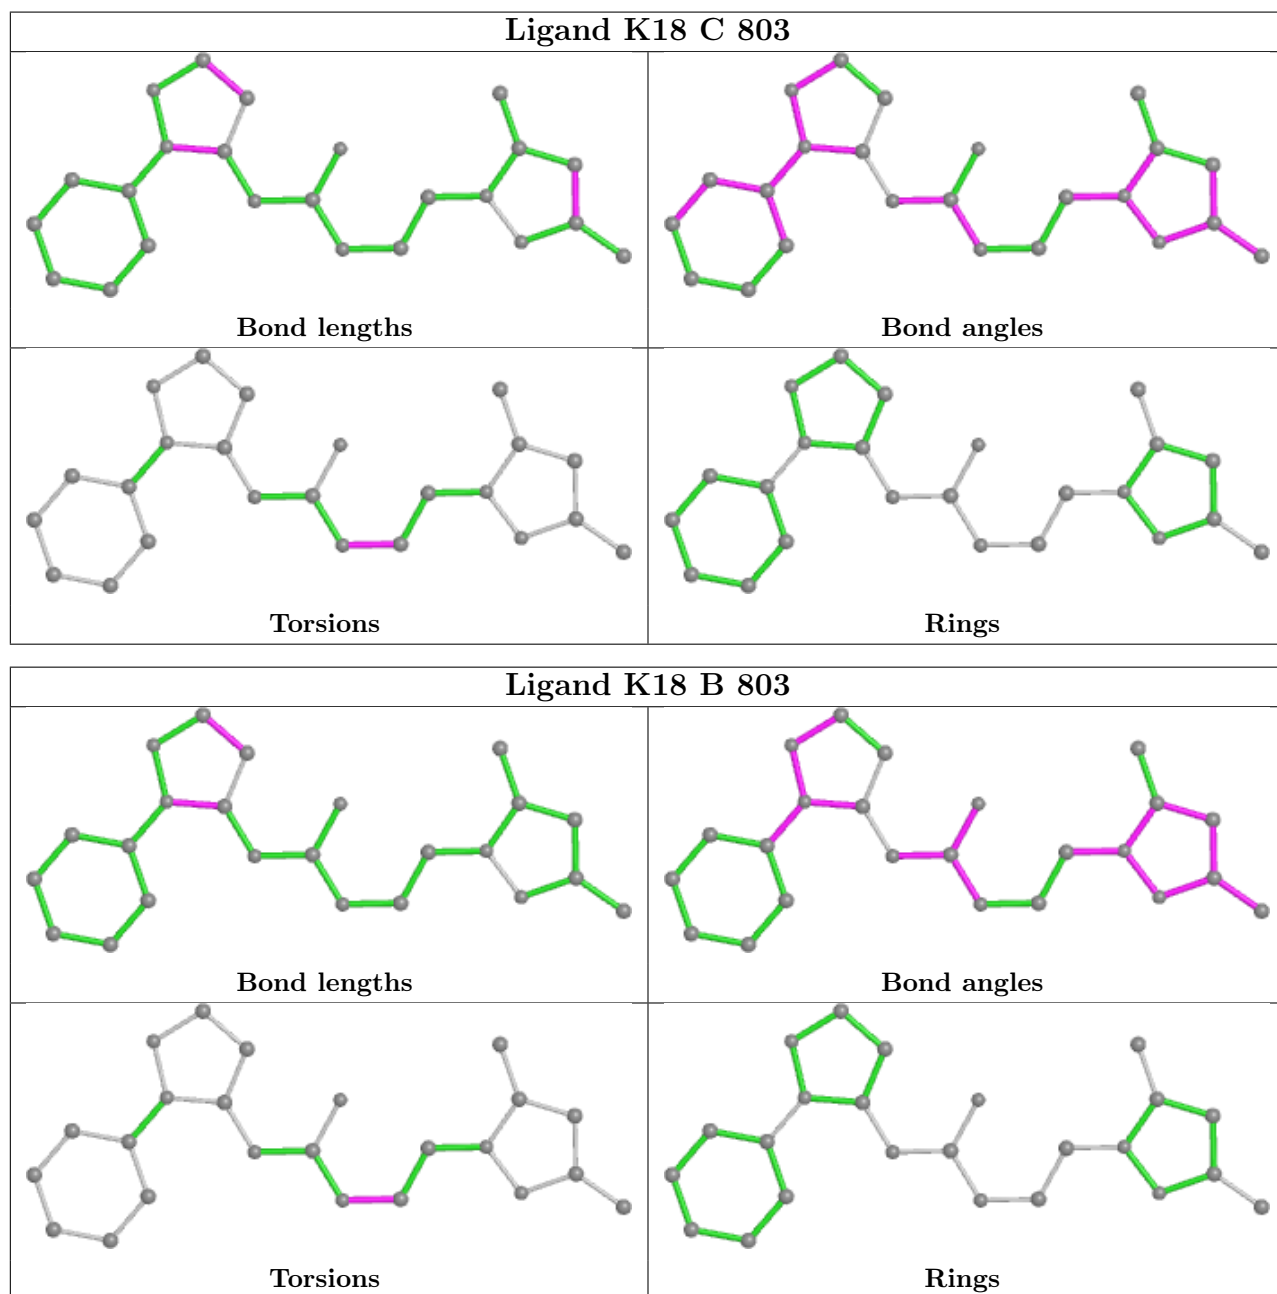 Ligand K18 C 803
Bond lengths
Bond angles
Torsions
Rings
Ligand K18 B 803
Bond lengths
Bond angles
Torsions
Rings